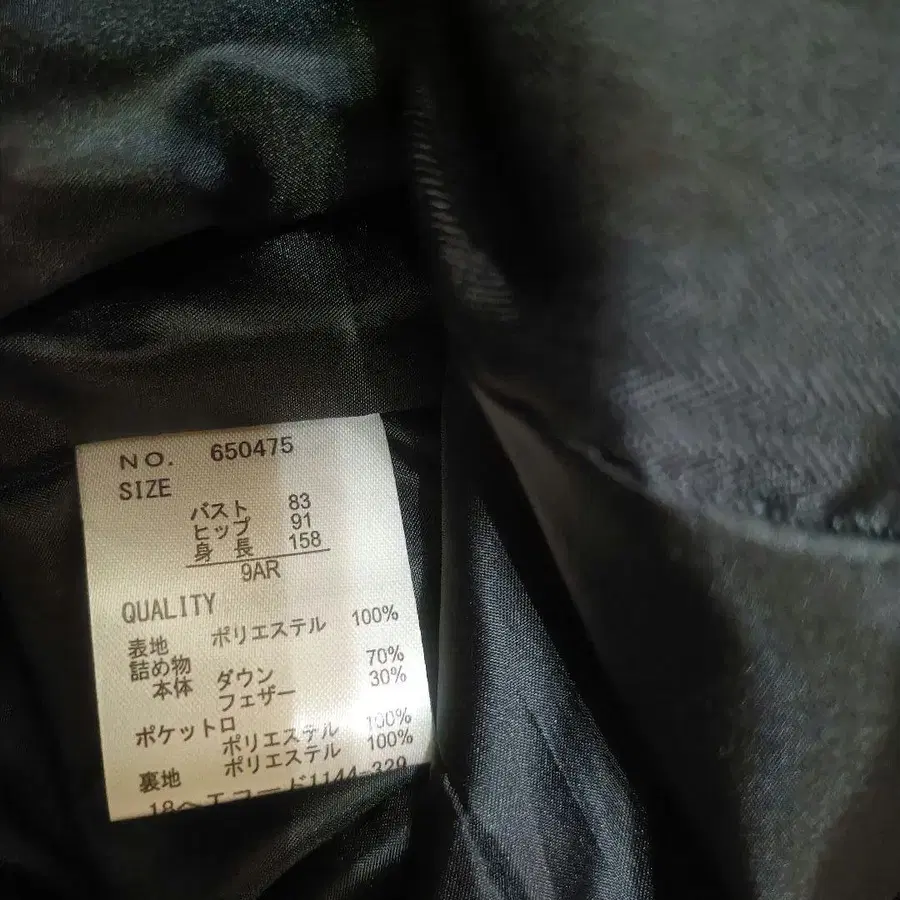 NO. 650475
SIZE
バスト 83
ヒップ 91
身長 158
9AR
QUALITY
表地 ポリエステル 100%
詰め物
本体 ダウン 70%
フェザー 30%
ポケット口
ポリエステル 100%
裏地 ポリエステル 100%